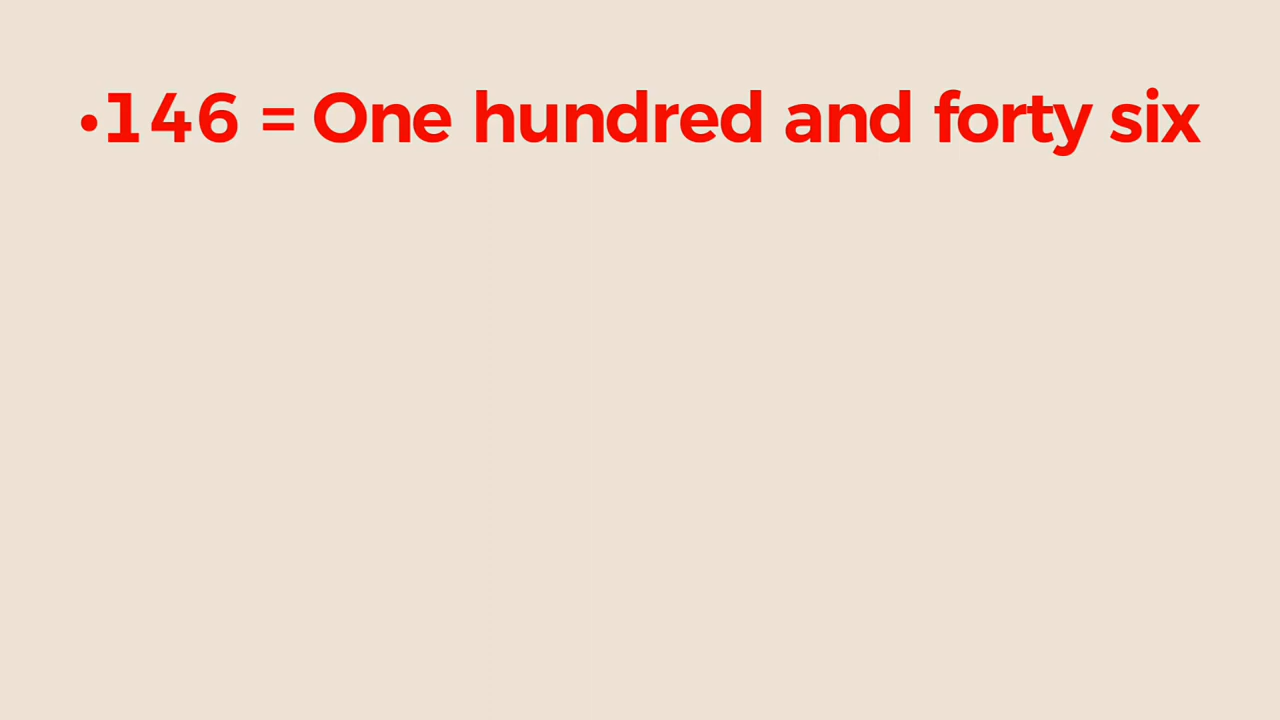 •146 = One hundred and forty six